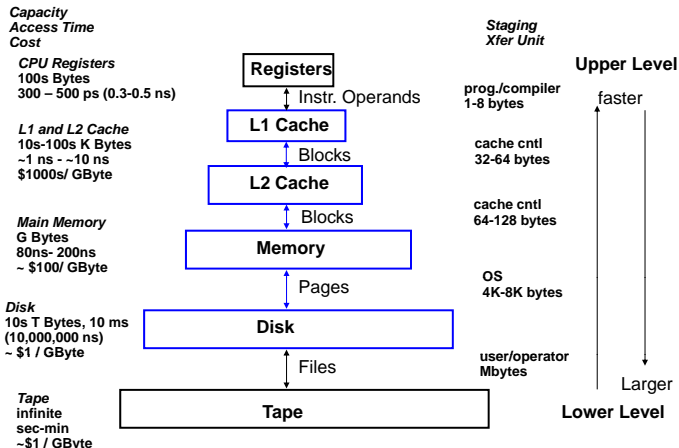 Capacity
Access Time
Cost
Staging
Xfer Unit
CPU Registers
100s Bytes
300 – 500 ps (0.3-0.5 ns)
Registers
Upper Level
prog./compiler
1-8 bytes
faster
Instr. Operands
L1 and L2 Cache
10s-100s K Bytes
~1 ns - ~10 ns
$1000s/ GByte
L1 Cache
Blocks
cache cntl
32-64 bytes
L2 Cache
Blocks
cache cntl
64-128 bytes
Main Memory
G Bytes
80ns- 200ns
~ $100/ GByte
Memory
Pages
OS
4K-8K bytes
Disk
10s T Bytes, 10 ms
(10,000,000 ns)
~ $1 / GByte
Disk
Files
user/operator
Mbytes
Larger
Tape
infinite
sec-min
~$1 / GByte
Tape
Lower Level